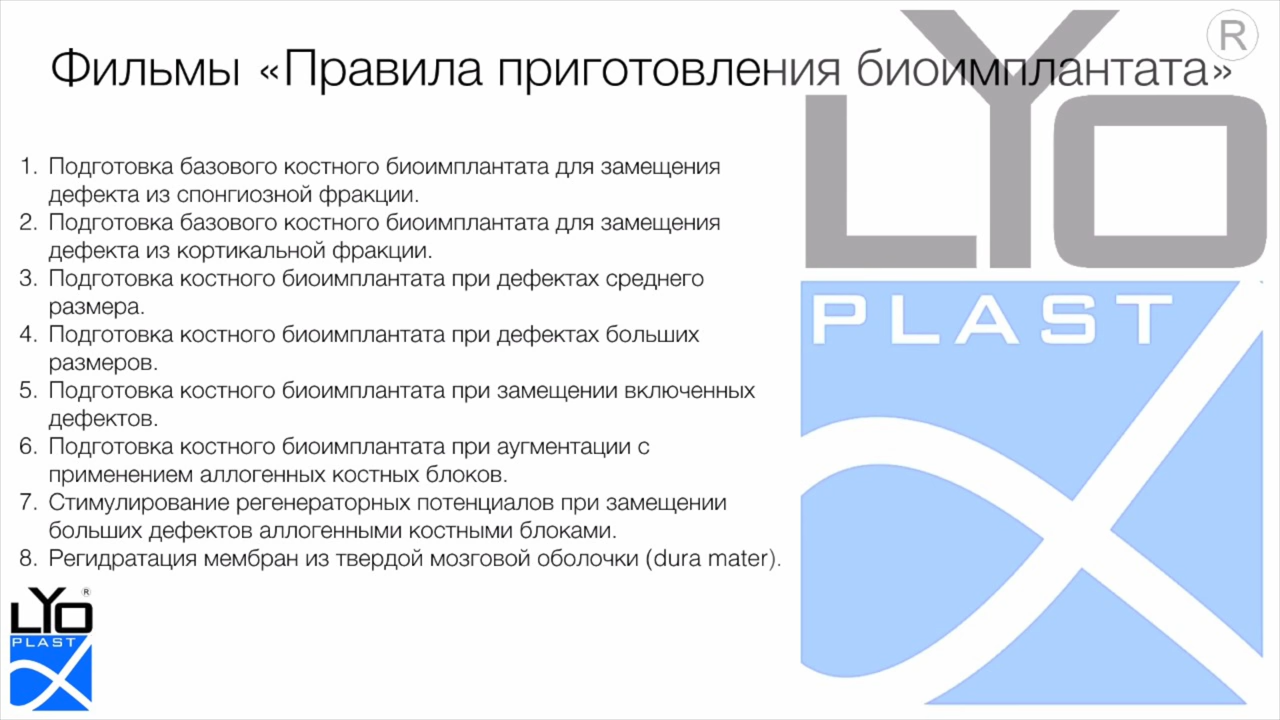 Фильмы «Правила приготовления биоимплантата»
1. Подготовка базового костного биоимплантата для замещения
дефекта из спонгиозной фракции.
2. Подготовка базового костного биоимплантата для замещения
дефекта из кортикальной фракции.
3. Подготовка костного биоимплантата при дефектах среднего
размера.
4. Подготовка костного биоимплантата при дефектах больших
размеров.
5. Подготовка костного биоимплантата при замещении включенных
дефектов.
6. Подготовка костного биоимплантата при аугментации с
применением аллогенных костных блоков.
7. Стимулирование регенераторных потенциалов при замещении
больших дефектов аллогенными костными блоками.
8. Регидратация мембран из твердой мозговой оболочки (dura mater).
LYO ®
PLAST
LYO ®
PLAST